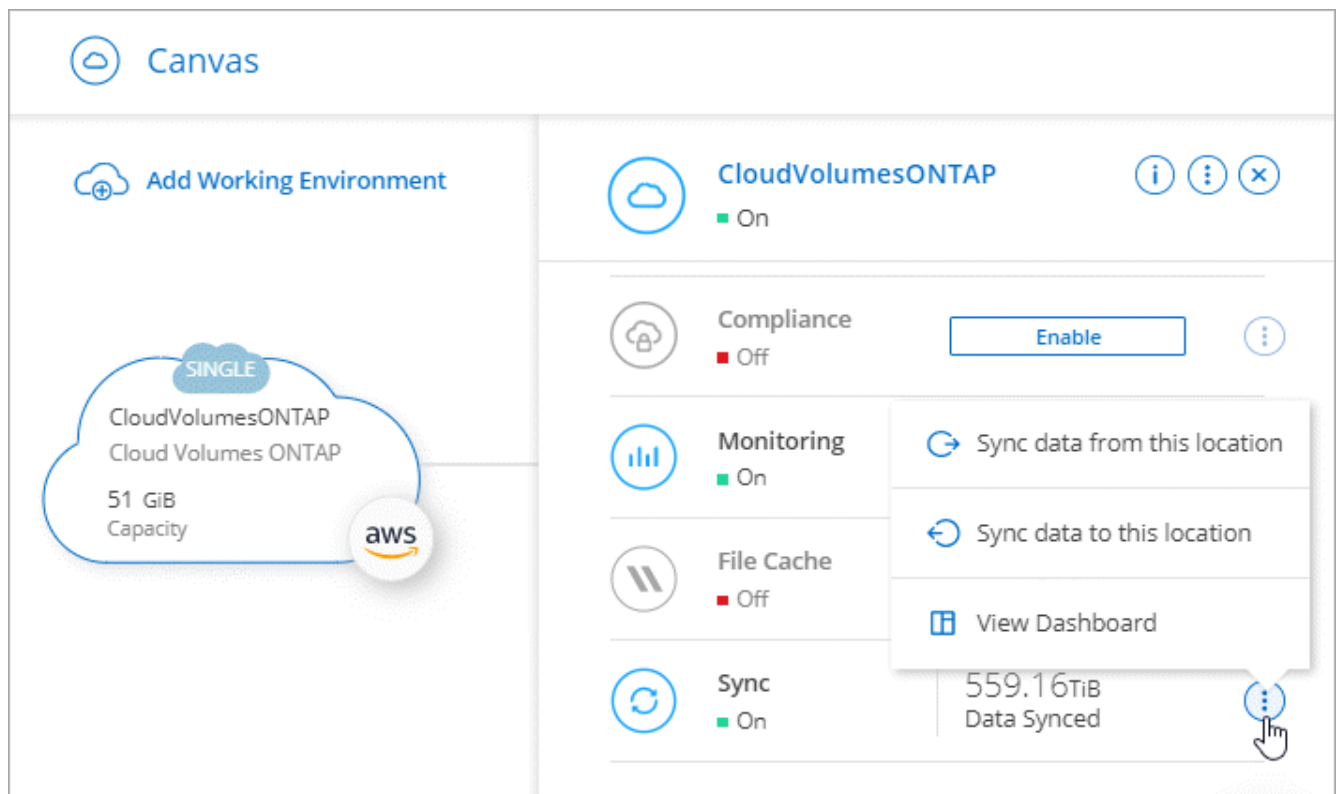 Canvas
Add Working Environment
SINGLE
CloudVolumesONTAP
Cloud Volumes ONTAP
51 GiB
Capacity
aws
CloudVolumesONTAP
On
Compliance
Off
Enable
Monitoring
On
File Cache
Off
Sync
On
559.16TiB
Data Synced
Sync data from this location
Sync data to this location
View Dashboard